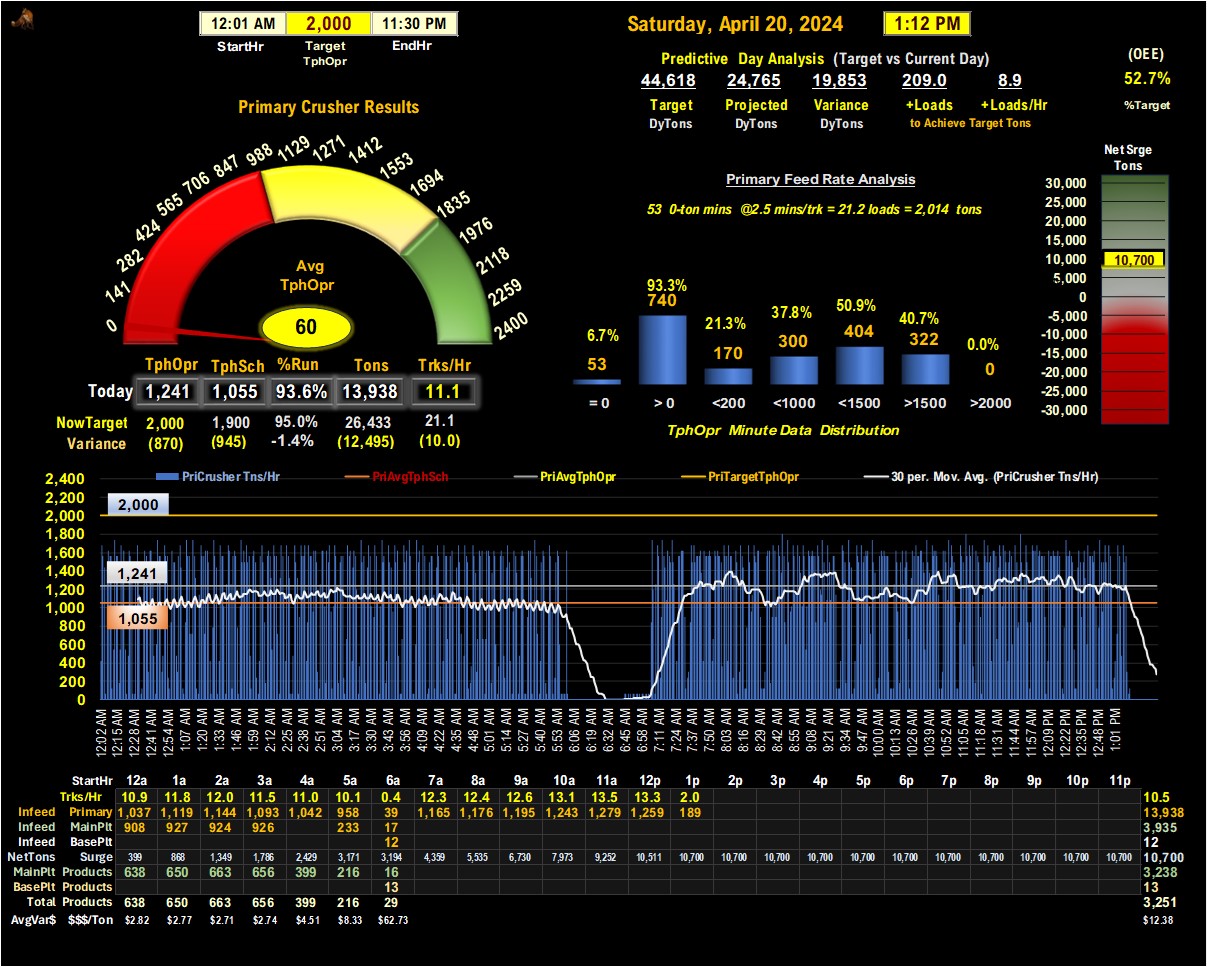 12:01 AM 2,000 11:30 PM
StartHr Target TphOpr EndHr
Saturday, April 20, 2024 1:12 PM
Predictive Day Analysis (Target vs Current Day)
44,618 24,765 19,853 209.0 8.9
Target Projected Variance +Loads +Loads/Hr
DyTons DyTons DyTons to Achieve Target Tons
(OEE)
52.7%
%Target
Primary Crusher Results
0 141 282 424 565 706 847 988 1129 1271 1412 1553 1694 1835 1976 2118 2259 2400
Avg
TphOpr
60
TphOpr TphSch %Run Tons Trks/Hr
Today 1,241 1,055 93.6% 13,938 11.1
NowTarget 2,000 1,900 95.0% 26,433 21.1
Variance (870) (945) -1.4% (12,495) (10.0)
Primary Feed Rate Analysis
53 0-ton mins @2.5 mins/trk = 21.2 loads = 2,014 tons
6.7% 93.3% 21.3% 37.8% 50.9% 40.7% 0.0%
53 740 170 300 404 322 0
= 0 > 0 <200 <1000 <1500 >1500 >2000
TphOpr Minute Data Distribution
Net Srge
Tons
30,000
25,000
20,000
15,000
10,000 10,700
5,000
0
-5,000
-10,000
-15,000
-20,000
-25,000
-30,000
PriCrusher Tns/Hr PriAvgTphSch PriAvgTphOpr PriTargetTphOpr 30 per. Mov. Avg. (PriCrusher Tns/Hr)
2,400
2,200
2,000
1,800
1,600
1,400
1,200
1,000
800
600
400
200
0
2,000
1,241
1,055
12:02 AM 12:15 AM 12:28 AM 12:41 AM 12:54 AM 1:07 AM 1:20 AM 1:33 AM 1:46 AM 1:59 AM 2:12 AM 2:25 AM 2:38 AM 2:51 AM 3:04 AM 3:17 AM 3:30 AM 3:43 AM 3:56 AM 4:09 AM 4:22 AM 4:35 AM 4:48 AM 5:01 AM 5:14 AM 5:27 AM 5:40 AM 5:53 AM 6:06 AM 6:19 AM 6:32 AM 6:45 AM 6:58 AM 7:11 AM 7:24 AM 7:37 AM 7:50 AM 8:03 AM 8:16 AM 8:29 AM 8:42 AM 8:55 AM 9:08 AM 9:21 AM 9:34 AM 9:47 AM 10:00 AM 10:13 AM 10:26 AM 10:39 AM 10:52 AM 11:05 AM 11:18 AM 11:31 AM 11:44 AM 11:57 AM 12:09 PM 12:22 PM 12:35 PM 12:48 PM 1:01 PM
StartHr 12a 1a 2a 3a 4a 5a 6a 7a 8a 9a 10a 11a 12p 1p 2p 3p 4p 5p 6p 7p 8p 9p 10p 11p
Trks/Hr 10.9 11.8 12.0 11.5 11.0 10.1 0.4 12.3 12.4 12.6 13.1 13.5 13.3 2.0 10.5
Infeed Primary 1,037 1,119 1,144 1,093 1,042 958 39 1,165 1,176 1,195 1,243 1,279 1,259 189 13,938
Infeed MainPlt 908 927 924 926 233 17 3,935
Infeed BasePlt 12 12
NetTons Surge 399 868 1,349 1,786 2,429 3,171 3,194 4,359 5,535 6,730 7,973 9,252 10,511 10,700 10,700 10,700 10,700 10,700 10,700 10,700 10,700 10,700 10,700 10,700 10,700
MainPlt Products 638 650 663 656 399 216 16 3,238
BasePlt Products 13 13
Total Products 638 650 663 656 399 216 29 3,251
AvgVar$ $$$/Ton $2.82 $2.77 $2.71 $2.74 $4.51 $8.33 $62.73 $12.38